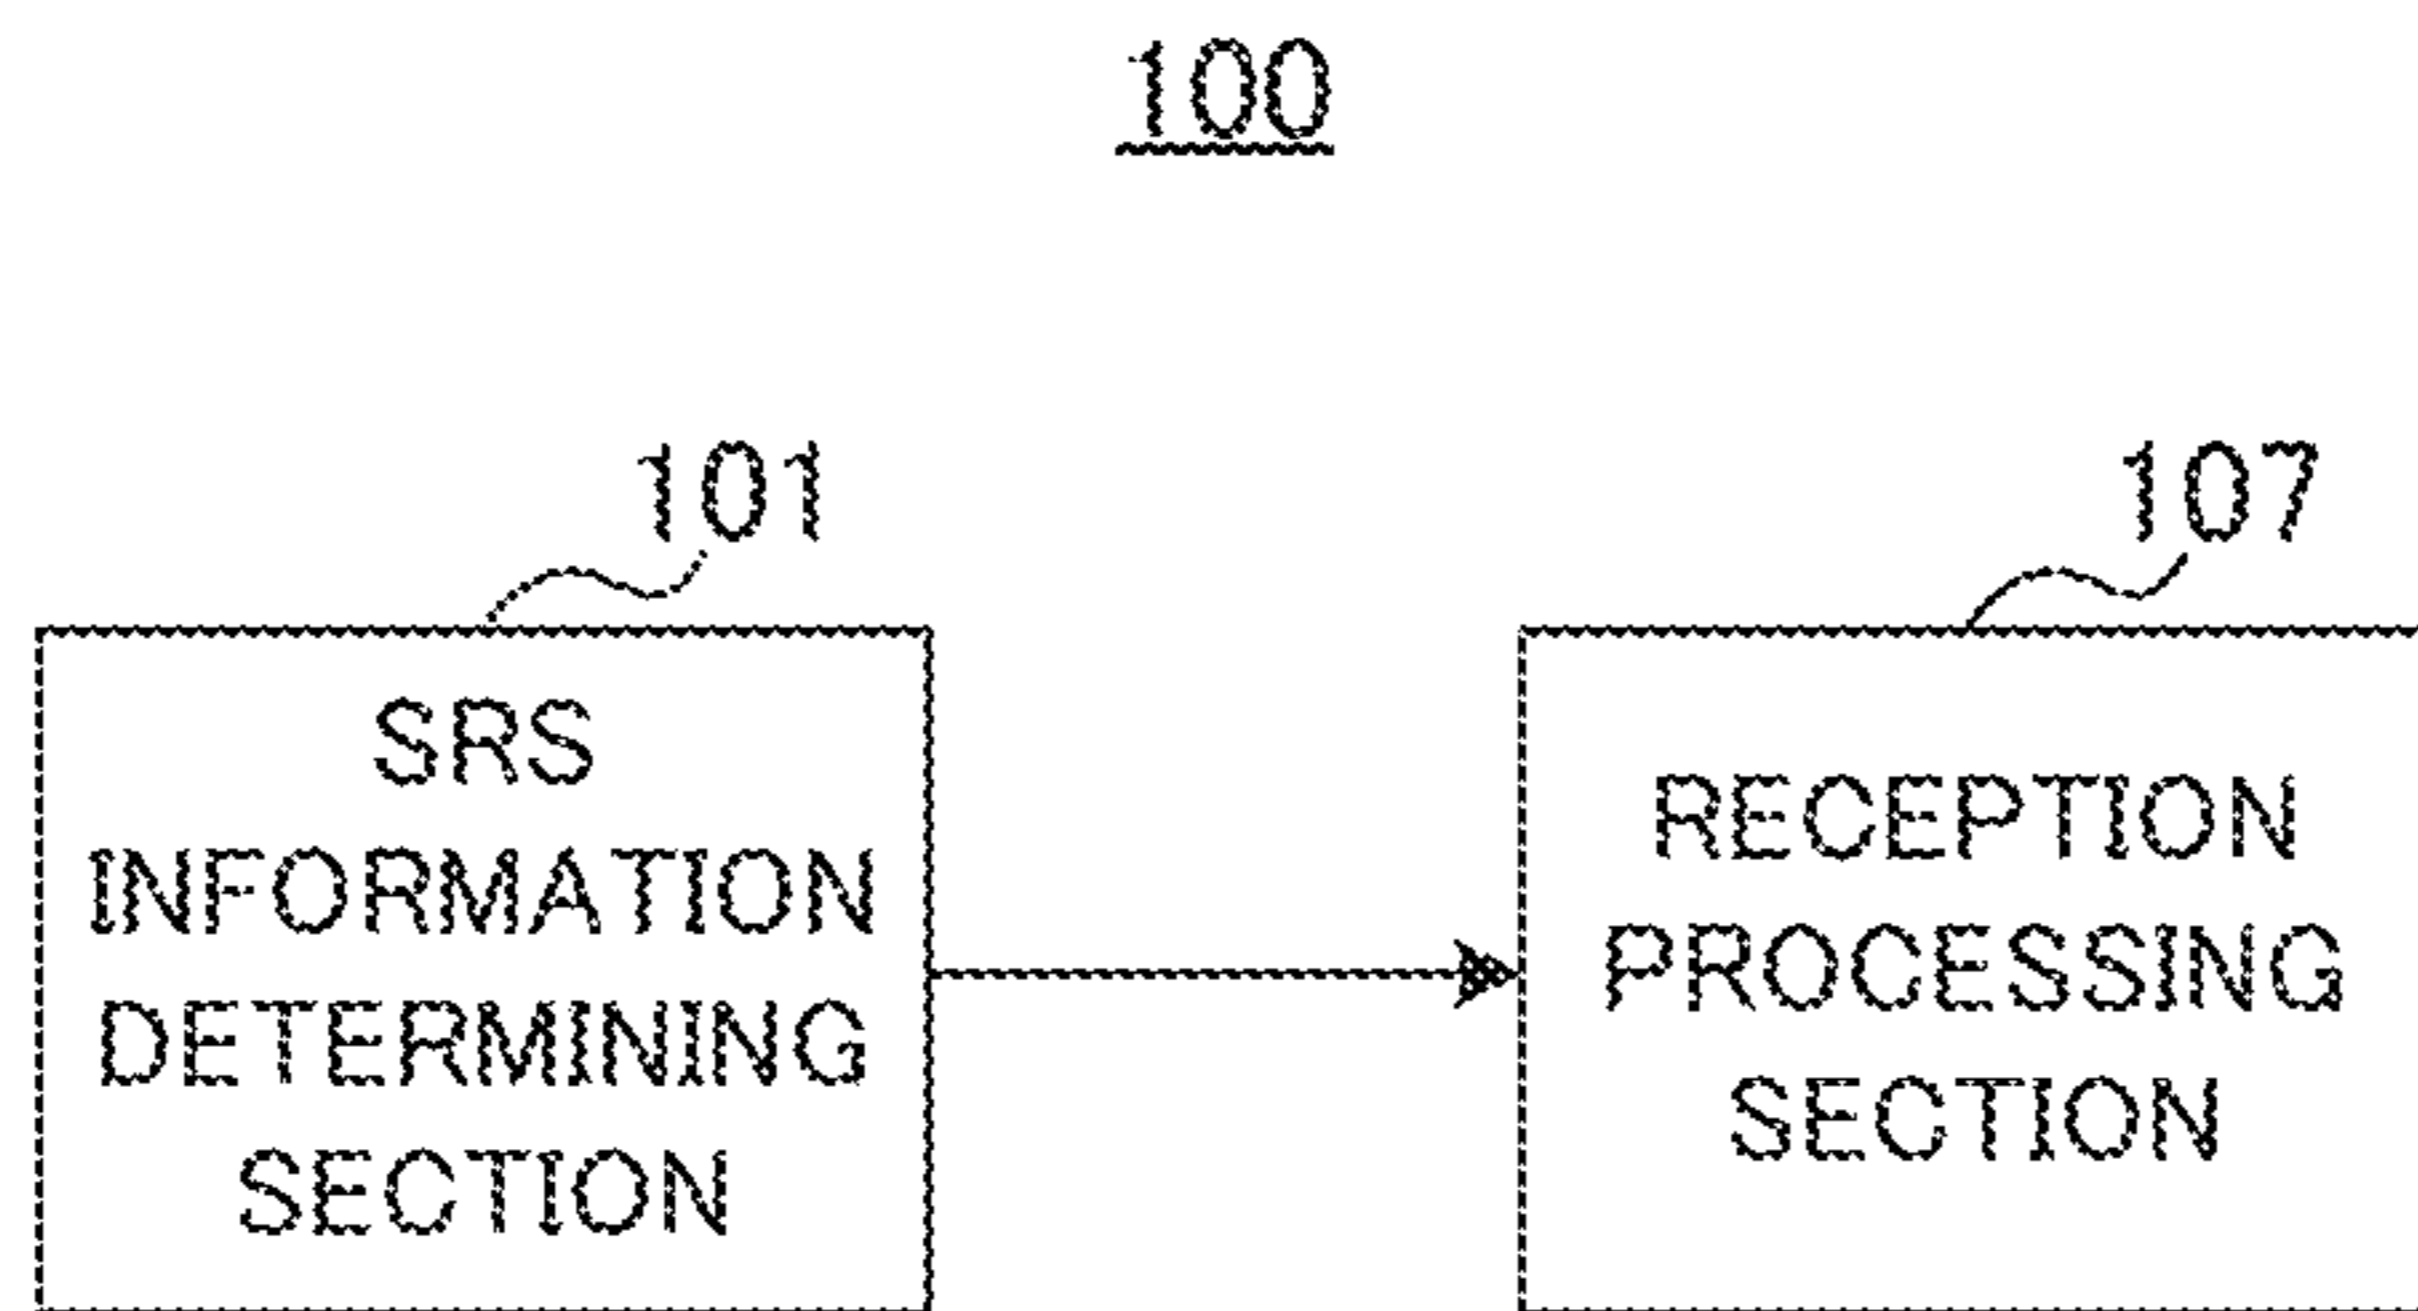 100
101
SRS
INFORMATION
DETERMINING
SECTION
107
RECEPTION
PROCESSING
SECTION